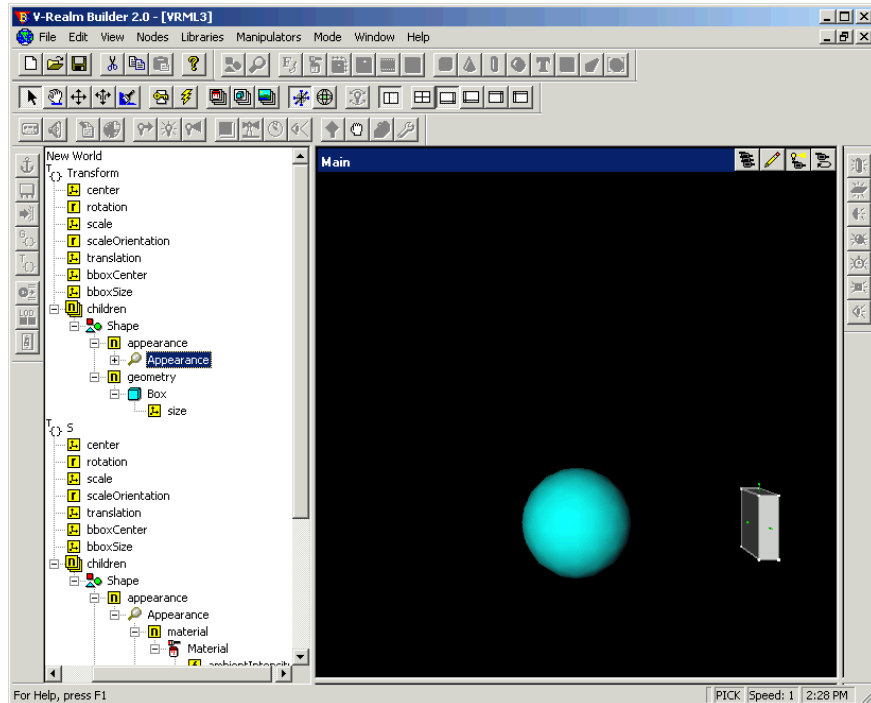 V-Realm Builder 2.0 - [VRML3]
File Edit View Nodes Libraries Manipulators Mode Window Help
New World
Transform
center
rotation
scale
scaleOrientation
translation
bboxCenter
bboxSize
children
Shape
appearance
Appearance
geometry
Box
size
S
center
rotation
scale
scaleOrientation
translation
bboxCenter
bboxSize
children
Shape
appearance
Appearance
material
Material
Main
For Help, press F1
PICK Speed: 1 2:28 PM